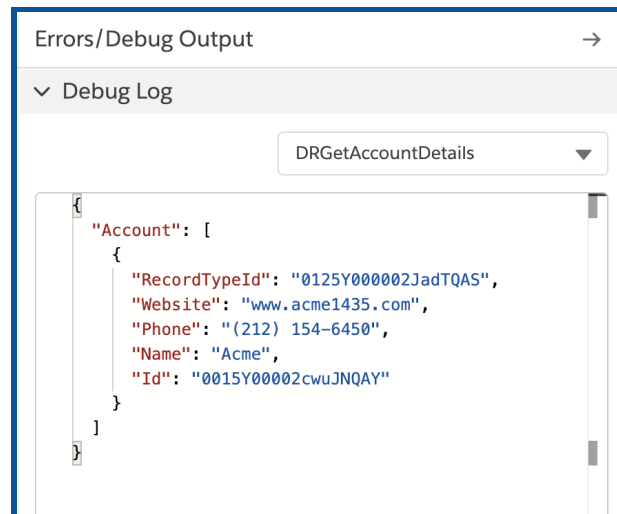 Errors/Debug Output
Debug Log
DRGetAccountDetails
{
"Account": [
{
"RecordTypeId": "0125Y000002JadTQAS",
"Website": "www.acme1435.com",
"Phone": "(212) 154-6450",
"Name": "Acme",
"Id": "0015Y00002cwuJNQAY"
}
]
}